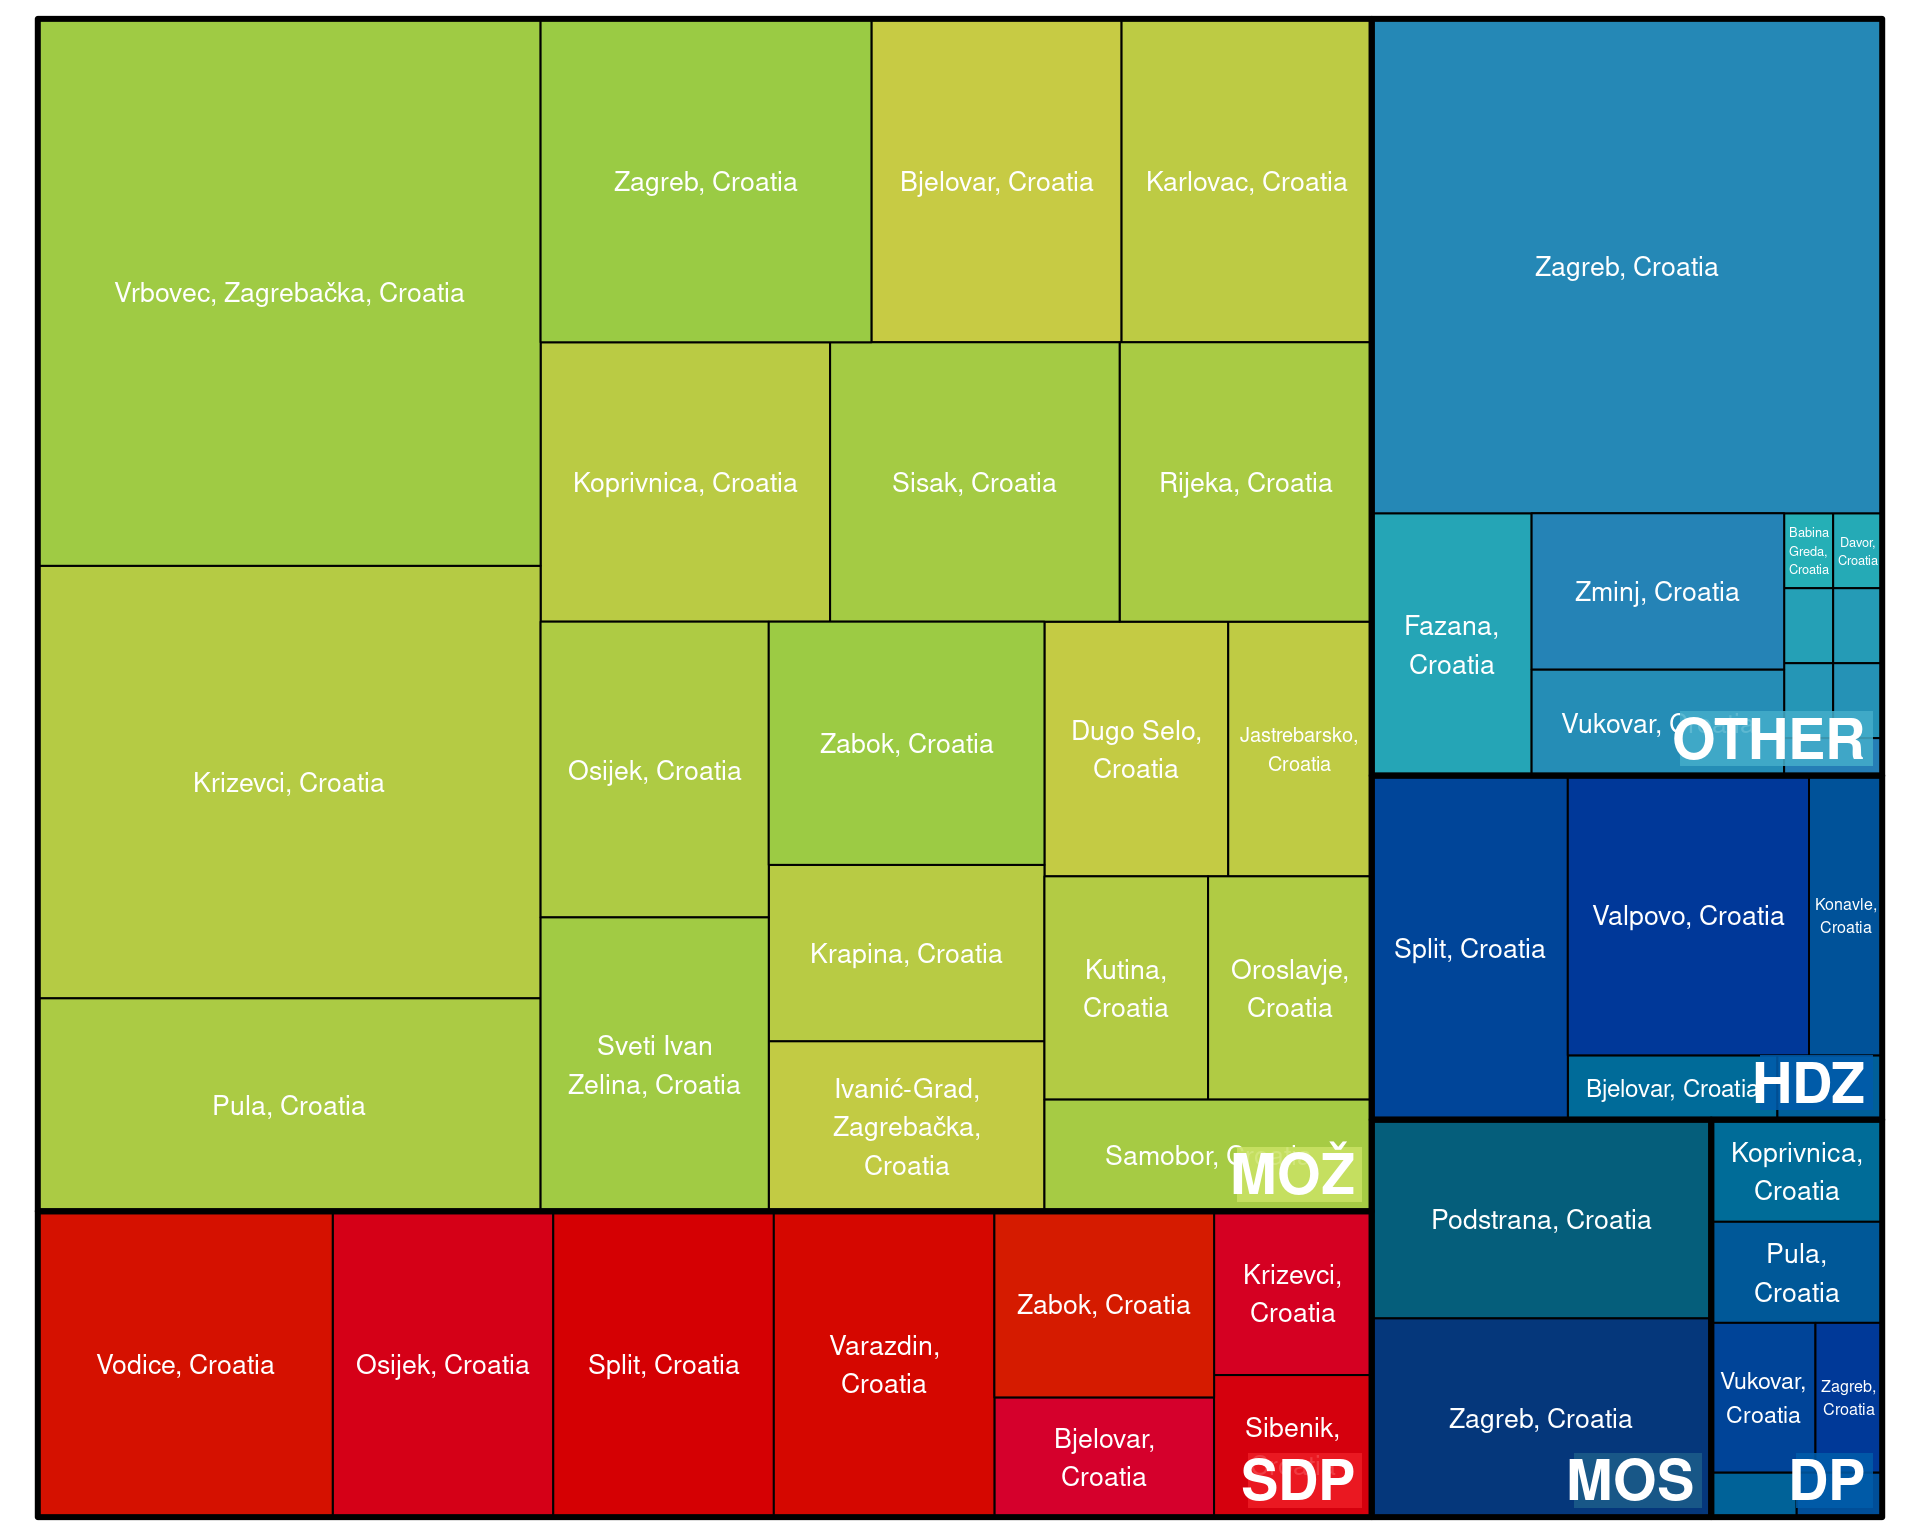 Vrbovec, Zagrebačka, Croatia
Zagreb, Croatia
Bjelovar, Croatia
Karlovac, Croatia
Koprivnica, Croatia
Sisak, Croatia
Rijeka, Croatia
Krizevci, Croatia
Osijek, Croatia
Zabok, Croatia
Dugo Selo,
Croatia
Jastrebarsko,
Croatia
Krapina, Croatia
Kutina,
Croatia
Oroslavje,
Croatia
Pula, Croatia
Sveti Ivan
Zelina, Croatia
Ivanić-Grad,
Zagrebačka,
Croatia
Samobor, Croatia
MOŽ
Vodice, Croatia
Osijek, Croatia
Split, Croatia
Varazdin,
Croatia
Zabok, Croatia
Bjelovar,
Croatia
Krizevci,
Croatia
Sibenik,
Croatia
SDP
Zagreb, Croatia
Fazana,
Croatia
Zminj, Croatia
Vukovar, Croatia
Babina
Greda,
Croatia
Davor,
Croatia
OTHER
Split, Croatia
Valpovo, Croatia
Konavle,
Croatia
Bjelovar, Croatia
HDZ
Podstrana, Croatia
Zagreb, Croatia
MOS
Koprivnica,
Croatia
Pula,
Croatia
Vukovar,
Croatia
Zagreb,
Croatia
DP